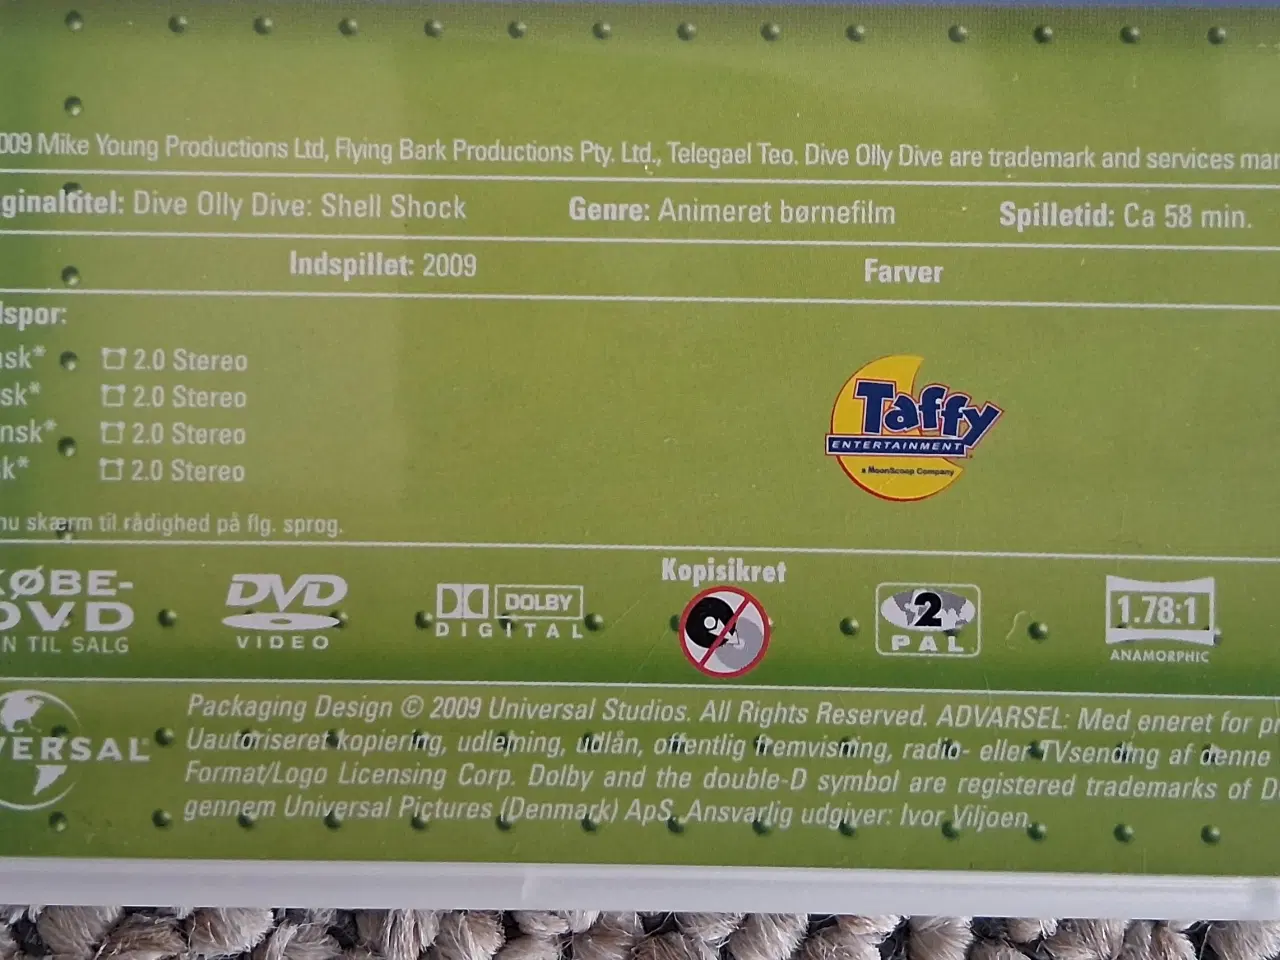 009 Mike Young Productions Ltd, Flying Bark Productions Pty. Ltd., Telegael Teo. Dive Olly Dive are trademark and services mar
ginaltitel: Dive Olly Dive: Shell Shock Genre: Animeret børnefilm Spilletid: Ca 58 min.
Indspillet: 2009 Farver
lspor:
nsk* 2.0 Stereo
sk* 2.0 Stereo
nsk* 2.0 Stereo
k* 2.0 Stereo
nu skærm til rådighed på flg. sprog.
Taffy
ENTERTAINMENT
a MoonScoop Company
KØBE-
DVD
N TIL SALG
DVD
VIDEO
DOLBY
DIGITAL
Kopisikret
2
PAL
1.78:1
ANAMORPHIC
VERSAL
Packaging Design © 2009 Universal Studios. All Rights Reserved. ADVARSEL: Med eneret for pr
Uautoriseret kopiering, udlejning, udlån, offentlig fremvisning, radio- eller TVsending af denne
Format/Logo Licensing Corp. Dolby and the double-D symbol are registered trademarks of D
gennem Universal Pictures (Denmark) ApS. Ansvarlig udgiver: Ivor Viljoen.